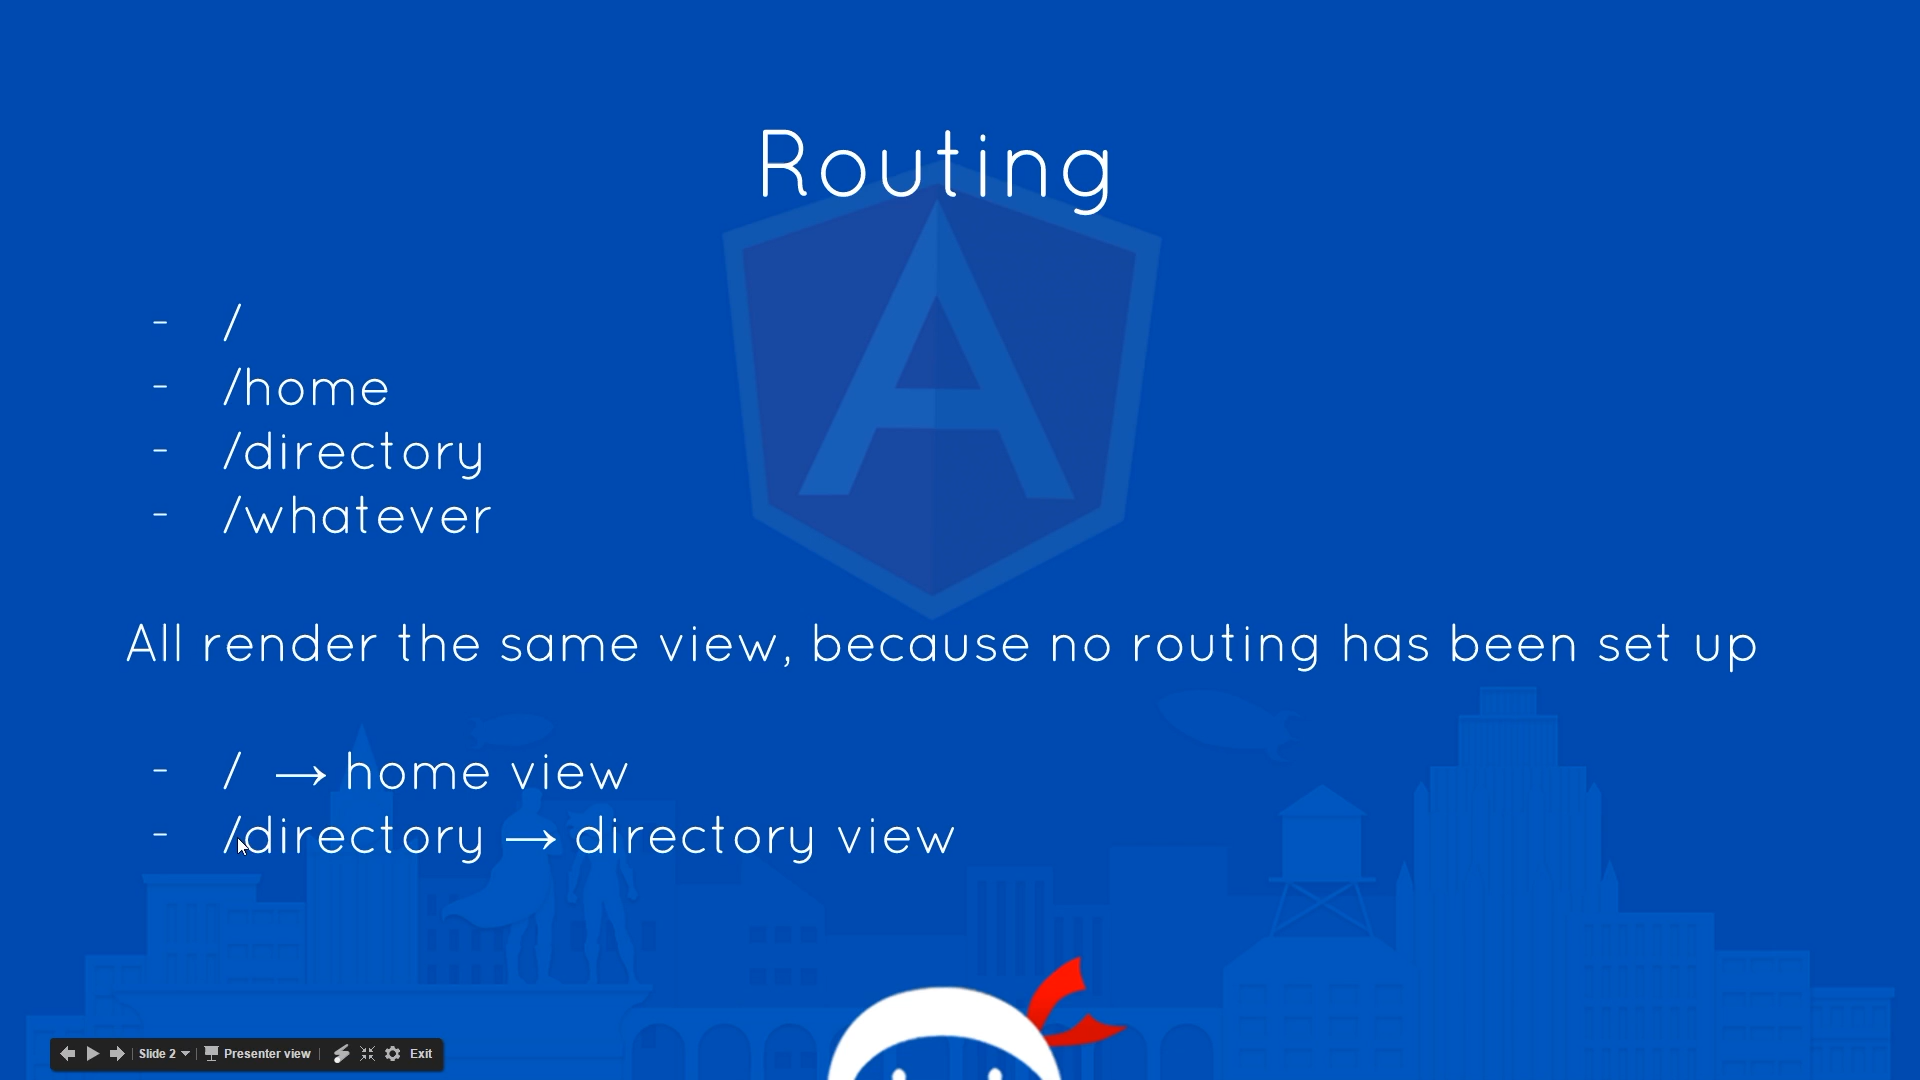 Routing
- /
- /home
- /directory
- /whatever
All render the same view, because no routing has been set up
- / → home view
- /directory → directory view
Slide 2 Presenter view Exit